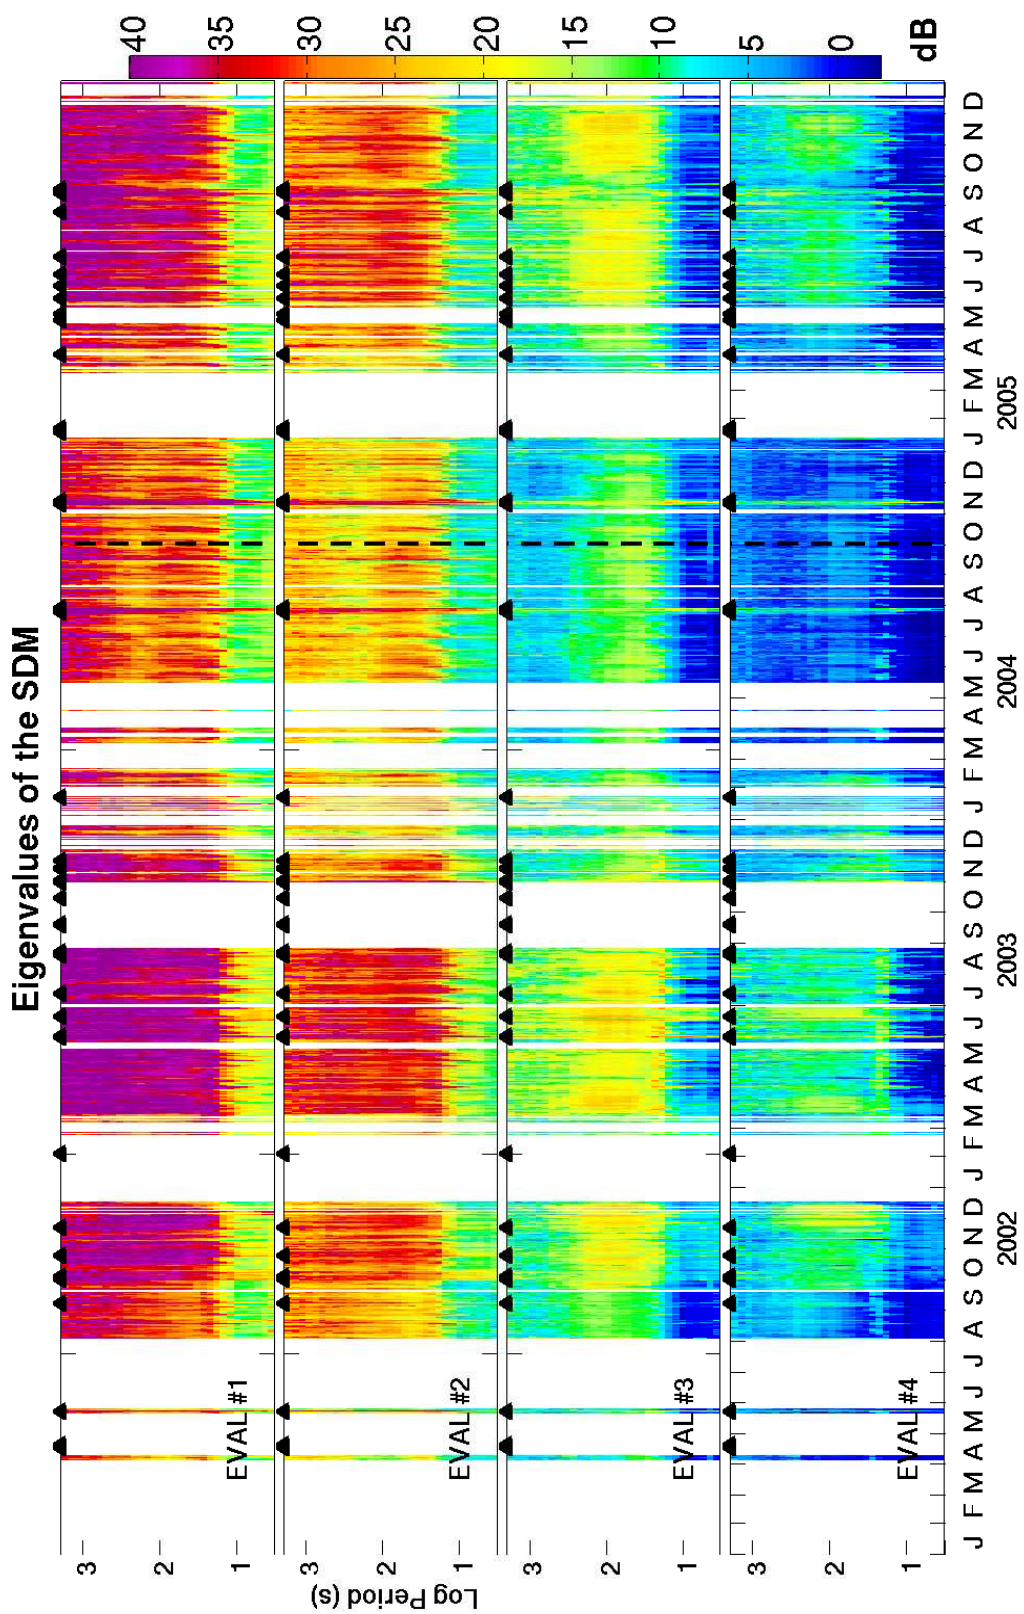 Eigenvalues of the SDM
Log Period (s)
3 2 1
EVAL #1
3 2 1
EVAL #2
3 2 1
EVAL #3
3 2 1
EVAL #4
J F M A M J J A S O N D J F M A M J J A S O N D J F M A M J J A S O N D J F M A M J J A S O N D
2002 2003 2004 2005
40 35 30 25 20 15 10 5 0
dB